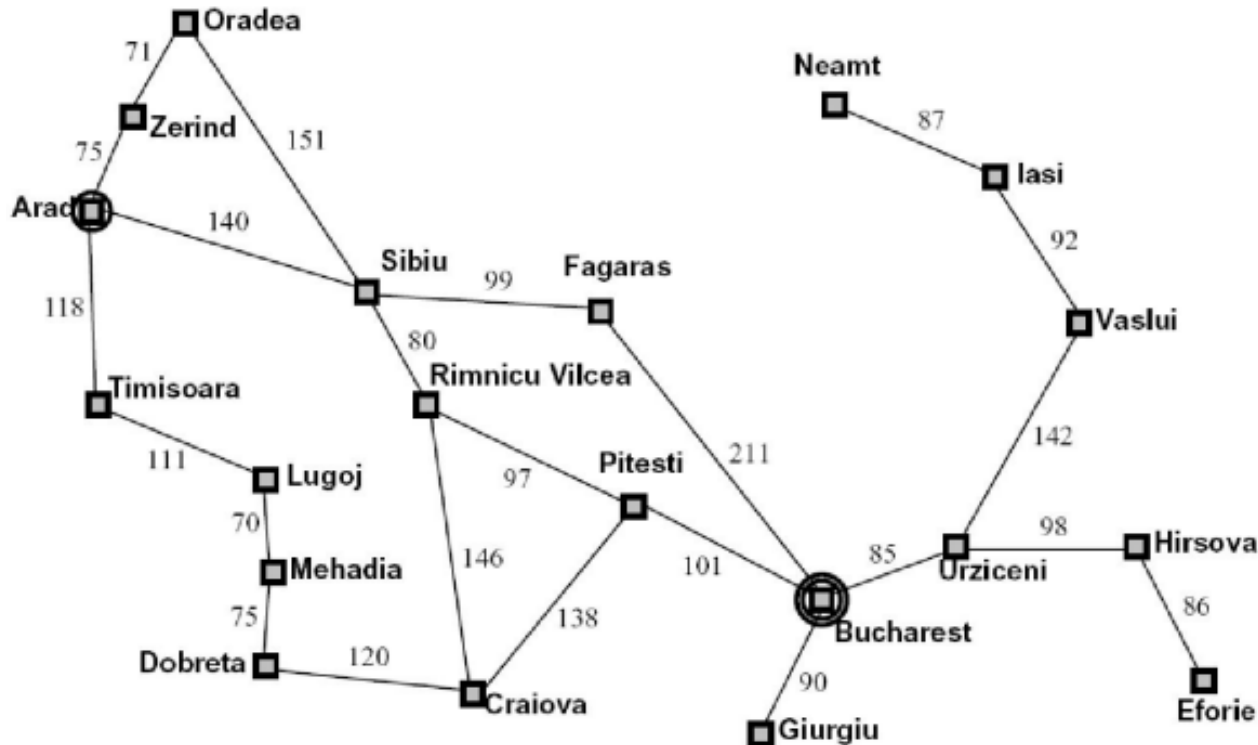 Oradea
71
Neamt
87
Zerind
151
75
Iasi
Arad
140
92
Sibiu
Fagaras
99
118
Vaslui
80
Timisoara
Rimnicu Vilcea
142
111
211
Lugoj
97
Pitesti
70
98
Hirsova
146
101
85
Urziceni
Mehadia
86
75
138
Bucharest
Dobreta
120
90
Craiova
Giurgiu
Eforie